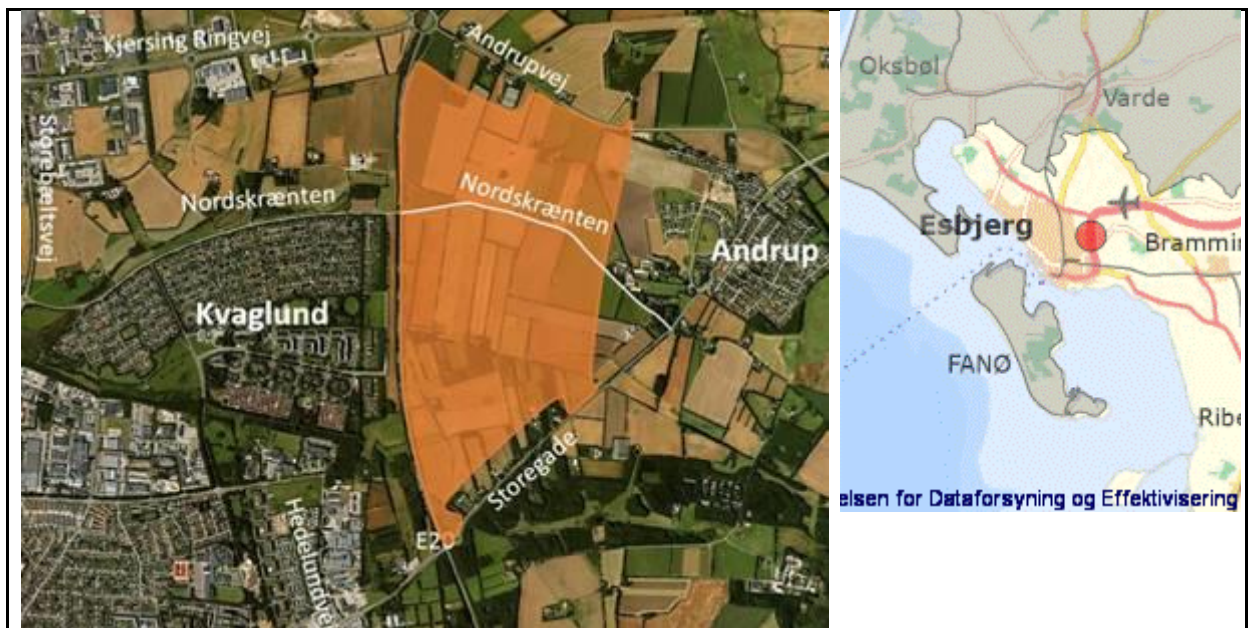 Kjersing Ringvej
Andrupvej
Storebæltsvej
Nordskrænten
Nordskrænten
Andrup
Kvaglund
Storegade
E20
Oksbøl
Varde
Esbjerg
FANØ
elsen for Dataforsyning og Effektivisering